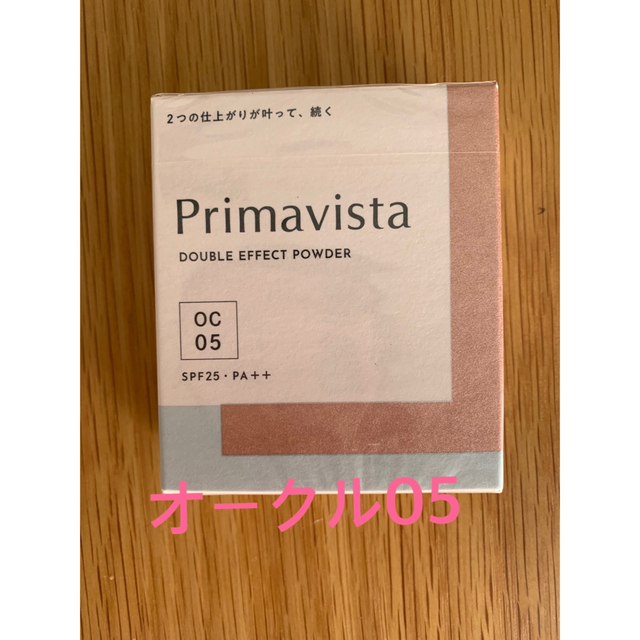 2つの仕上がりが叶って、続く
Primavista
DOUBLE EFFECT POWDER
OC
05
SPF25・PA++
オークル05